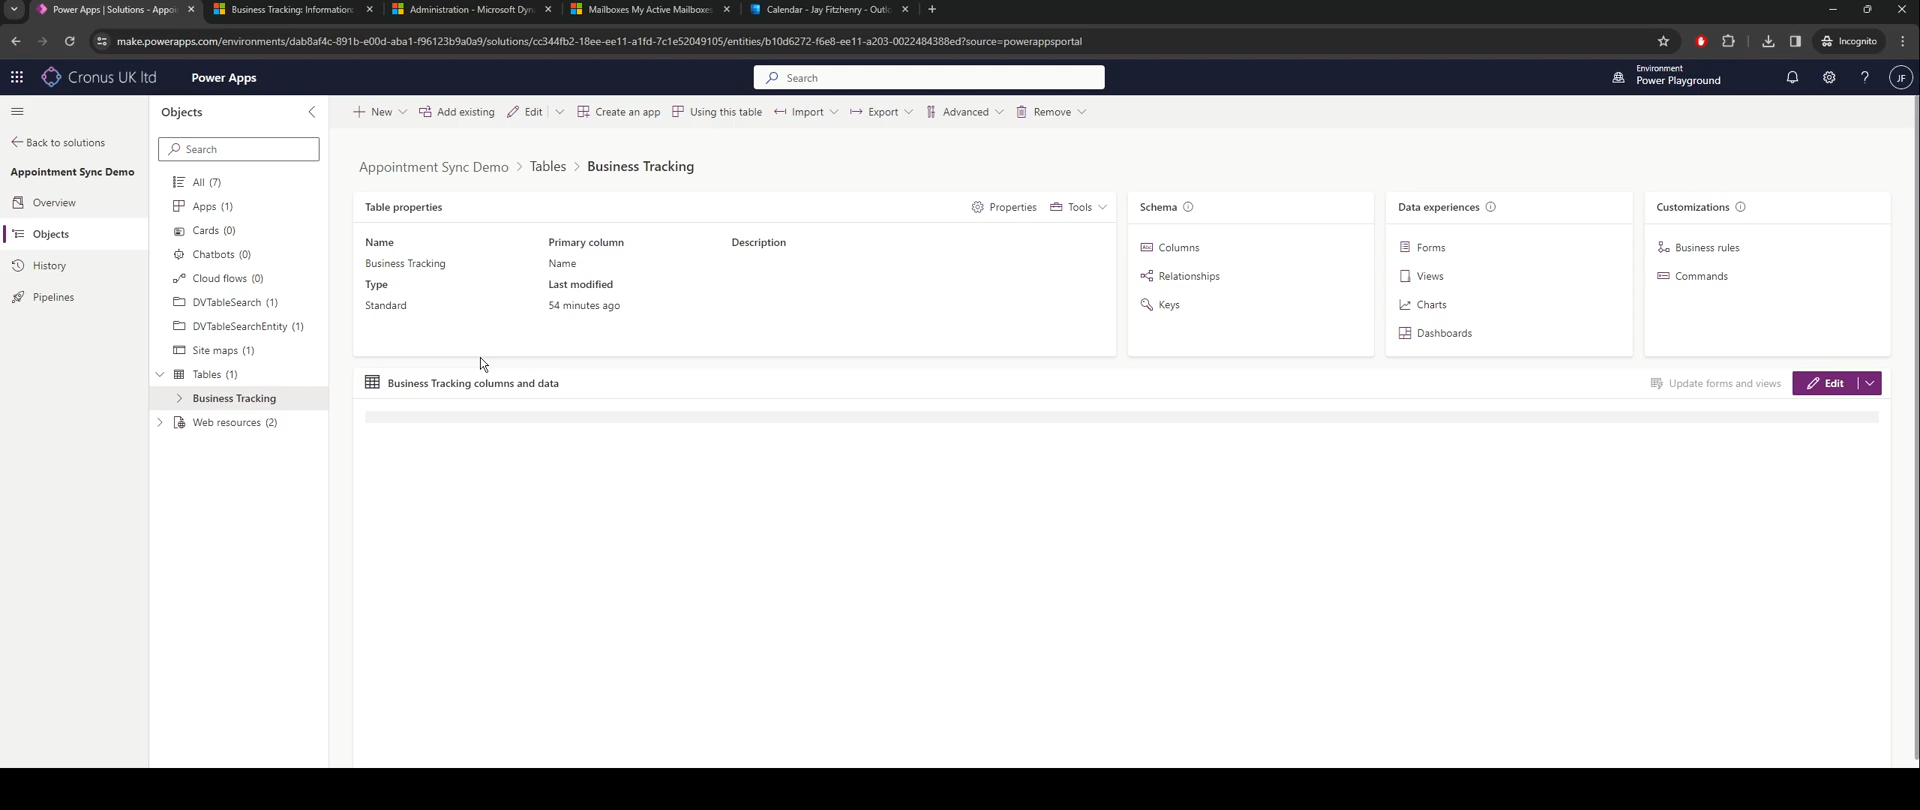 Power Apps | Solutions - Appoi
Business Tracking: Information
Administration - Microsoft Dyn
Mailboxes My Active Mailboxes
Calendar - Jay Fitzhenry - Outlo
make.powerapps.com/environments/dab8af4c-891b-e00d-aba1-f96123b9a0a9/solutions/cc344fb2-18ee-ee11-a1fd-7c1e52049105/entities/b10d6272-f6e8-ee11-a203-0022484388ed?source=powerappsportal
Incognito
Cronus UK ltd
Power Apps
Search
Environment
Power Playground
JF
Back to solutions
Appointment Sync Demo
Overview
Objects
History
Pipelines
Objects
Search
All (7)
Apps (1)
Cards (0)
Chatbots (0)
Cloud flows (0)
DVTableSearch (1)
DVTableSearchEntity (1)
Site maps (1)
Tables (1)
Business Tracking
Web resources (2)
New
Add existing
Edit
Create an app
Using this table
Import
Export
Advanced
Remove
Appointment Sync Demo > Tables > Business Tracking
Table properties
Properties
Tools
Name
Primary column
Description
Business Tracking
Name
Type
Last modified
Standard
54 minutes ago
Schema
Columns
Relationships
Keys
Data experiences
Forms
Views
Charts
Dashboards
Customizations
Business rules
Commands
Business Tracking columns and data
Update forms and views
Edit